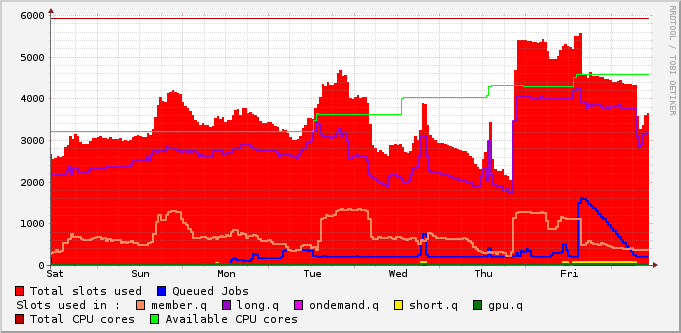 6000
5000
4000
3000
2000
1000
0
Sat Sun Mon Tue Wed Thu Fri
Total slots used Queued Jobs
Slots used in : member.q long.q ondemand.q short.q gpu.q
Total CPU cores Available CPU cores
RRDTOOL / TOBI OETIKER